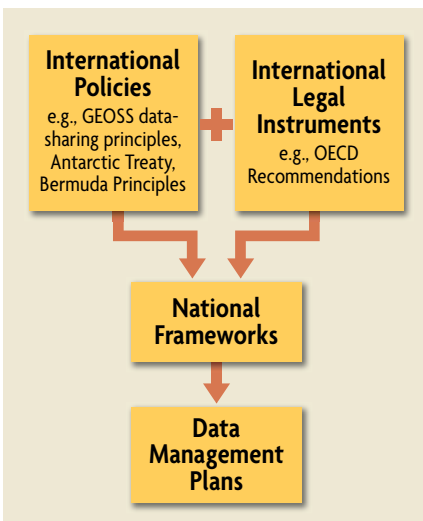 International
Policies
e.g., GEOSS data-
sharing principles,
Antarctic Treaty,
Bermuda Principles
International
Legal
Instruments
e.g., OECD
Recommendations
National
Frameworks
Data
Management
Plans